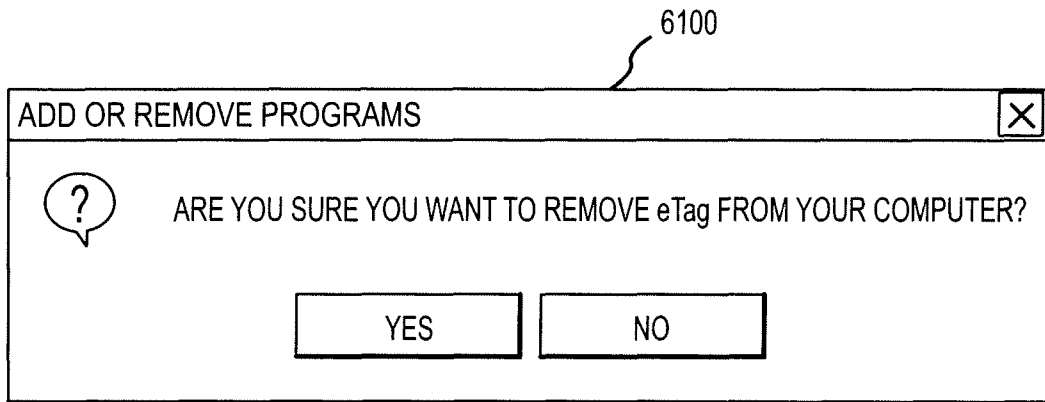 6100
ADD OR REMOVE PROGRAMS
?
ARE YOU SURE YOU WANT TO REMOVE eTag FROM YOUR COMPUTER?
YES NO